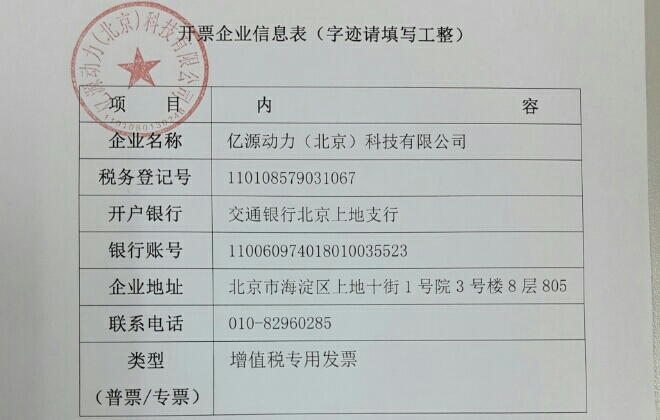 开票企业信息表（字迹请填写工整）
亿源动力（北京）科技有限公司
1101080130248
项 目 内 容
企业名称 亿源动力（北京）科技有限公司
税务登记号 110108579031067
开户银行 交通银行北京上地支行
银行账号 110060974018010035523
企业地址 北京市海淀区上地十街1号院3号楼8层805
联系电话 010-82960285
类型 增值税专用发票
（普票/专票）